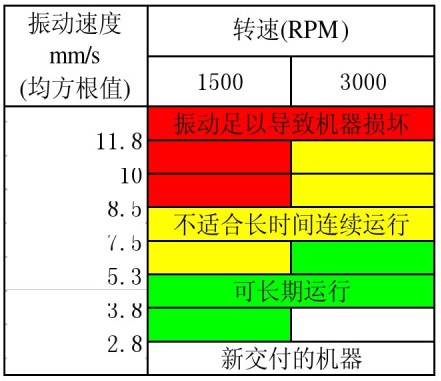 振动速度
mm/s
(均方根值)
转速(RPM)
1500
3000
振动足以导致机器损坏
11.8
10
8.5
不适合长时间连续运行
7.5
5.3
可长期运行
3.8
2.8
新交付的机器